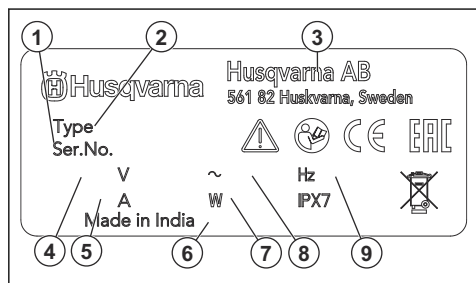 1 2 3
Husqvarna
Husqvarna AB
561 82 Huskvarna, Sweden
Type
Ser.No.
CE EAC
V ~ Hz
A W IPX7
Made in India
4 5 6 7 8 9